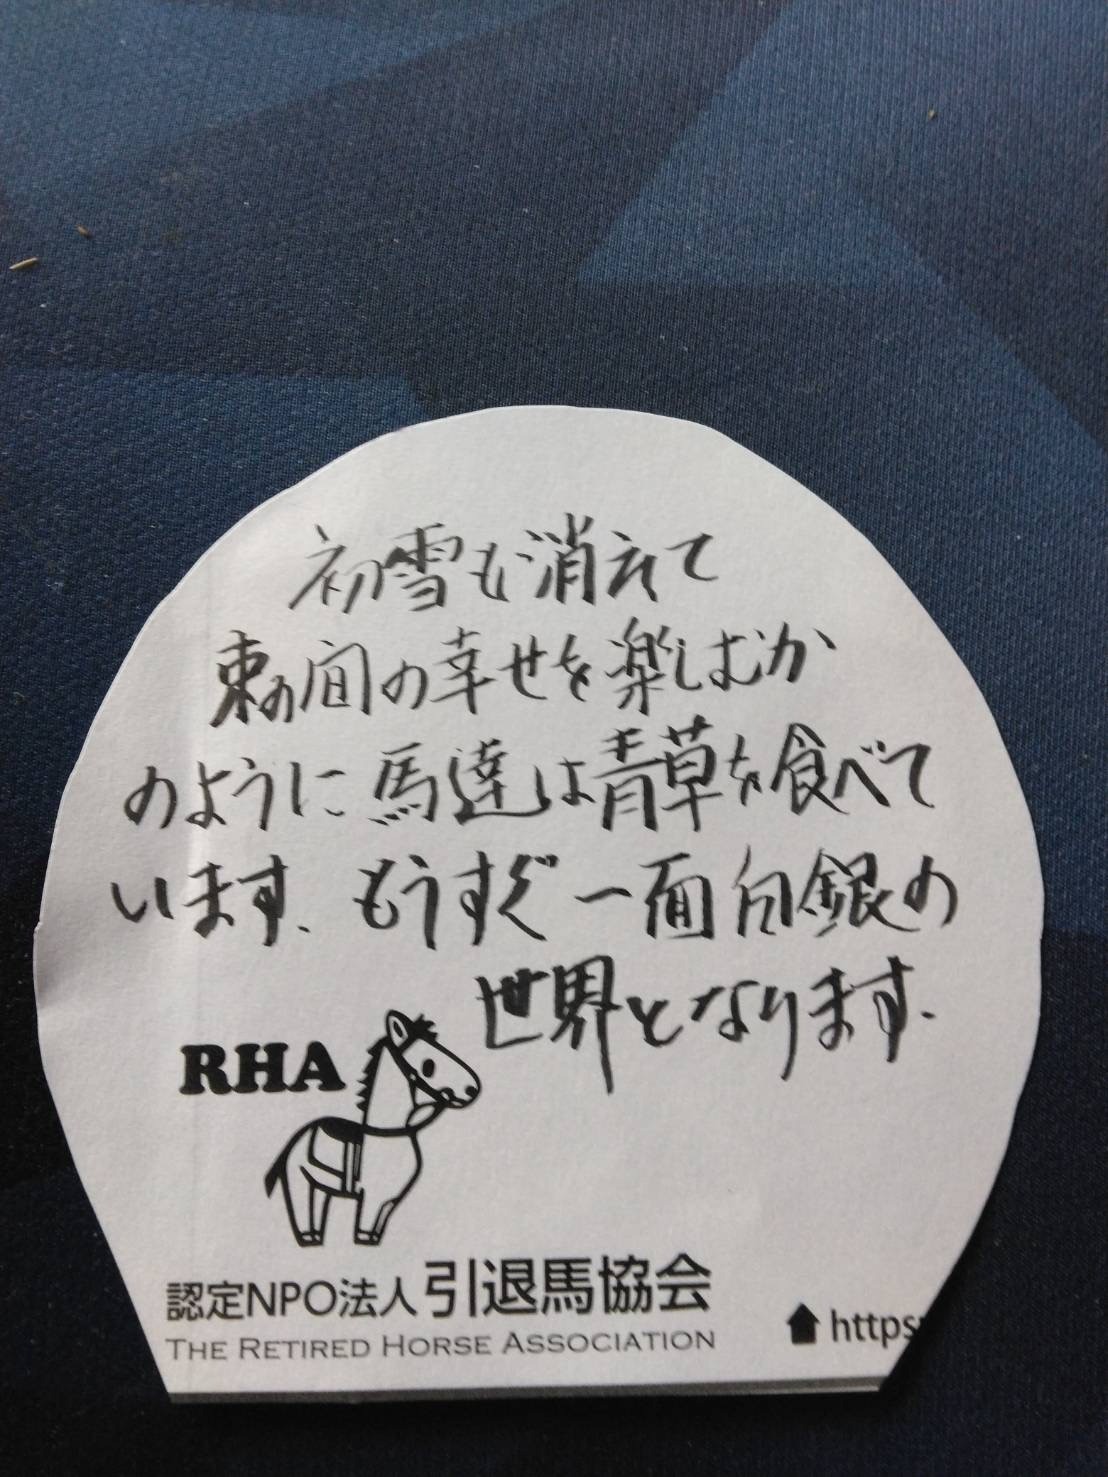 初雪も消えて
束の間の幸せを楽しむか
のように馬達は青草を食べて
います、もうすぐ一面白銀の
世界となります、
RHA
認定NPO法人引退馬協会
THE RETIRED HORSE ASSOCIATION
https